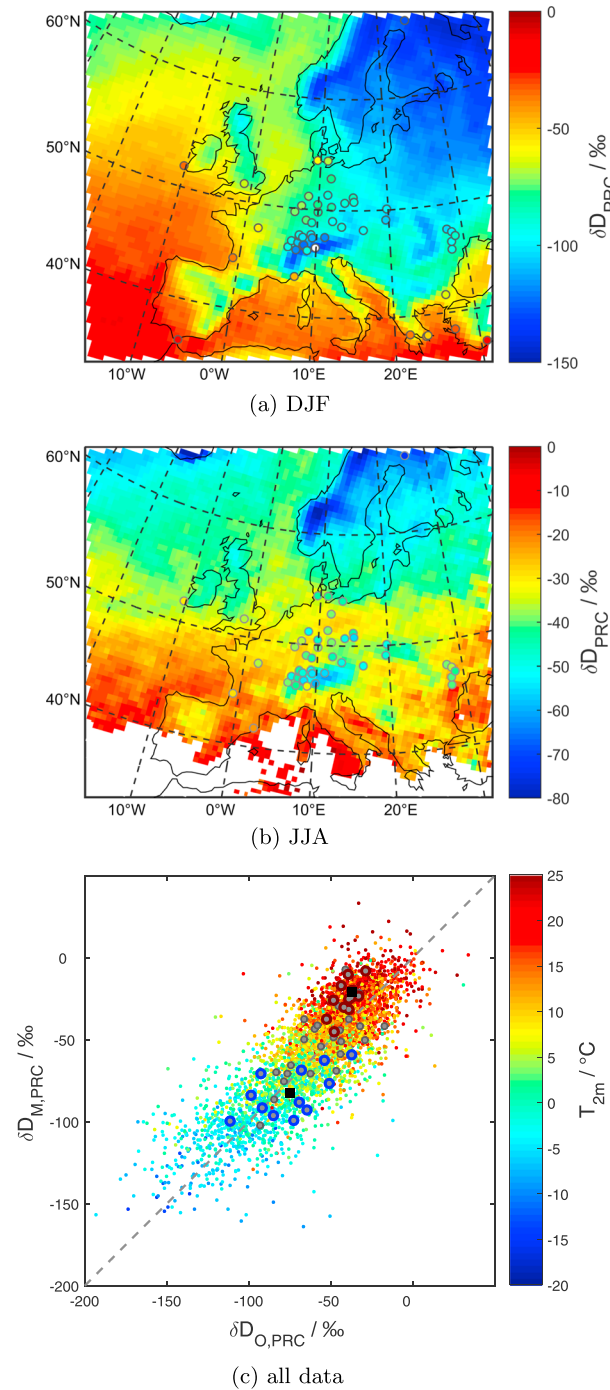 60°N
50°N
40°N
10°W 0°W 10°E 20°E
0
-50
-100
-150
δD_PRC / ‰
(a) DJF
60°N
50°N
40°N
10°W 0°W 10°E 20°E
0
-10
-20
-30
-40
-50
-60
-70
-80
δD_PRC / ‰
(b) JJA
0
-50
-100
-150
-200
δD_M,PRC / ‰
-200 -150 -100 -50 0
δD_O,PRC / ‰
25
20
15
10
5
0
-5
-10
-15
-20
T_2m / °C
(c) all data